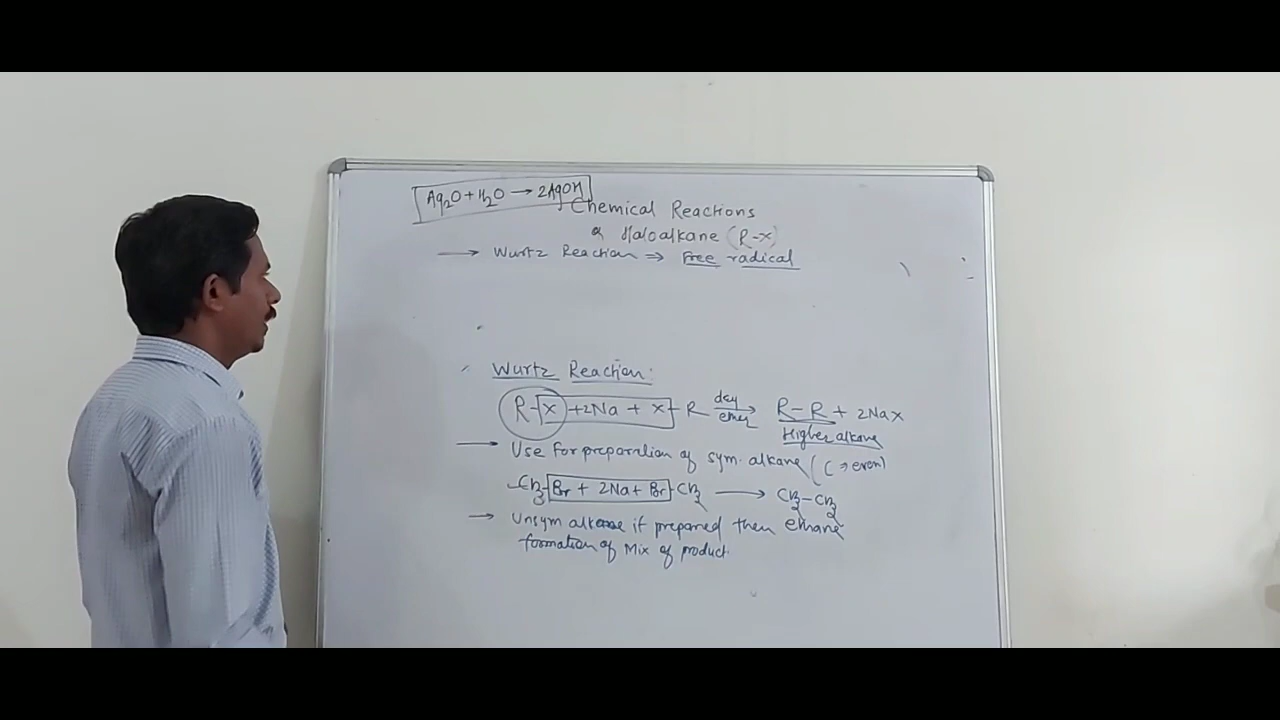 Ag2O + H2O → 2AgOH
Chemical Reactions
Haloalkane (R-X)
→ Wurtz Reaction ⇒ Free radical
Wurtz Reaction:
R-X + 2Na + X-R dry ether → R-R + 2NaX
Higher alkane
→ Use for preparation of sym. alkane (C → even)
CH3-Br + 2Na + Br-CH3 → CH3-CH3
ethane
→ Unsym alkane if prepared then
formation of Mix of product.